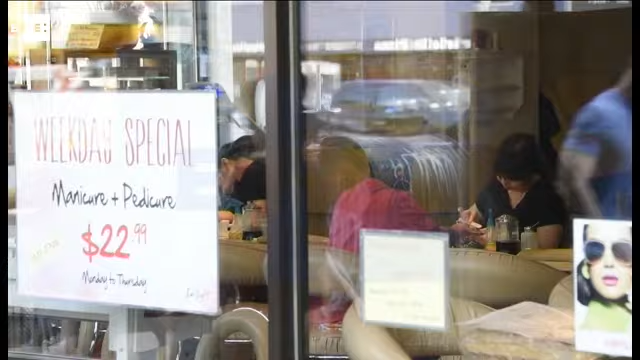 WEEKDAY SPECIAL
Manicure + Pedicure
$22.99
Monday to Thursday